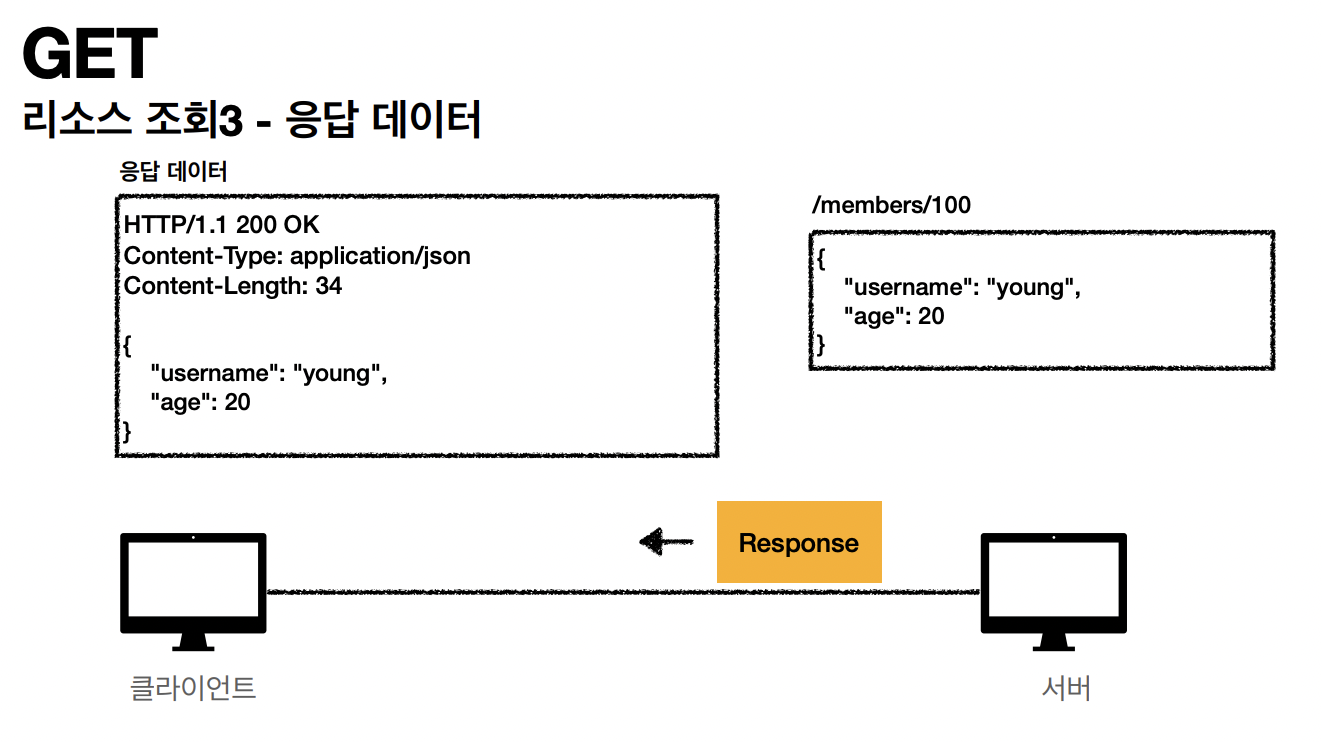 GET
리소스 조회3 - 응답 데이터
응답 데이터
HTTP/1.1 200 OK
Content-Type: application/json
Content-Length: 34
{
"username": "young",
"age": 20
}
/members/100
{
"username": "young",
"age": 20
}
Response
클라이언트
서버